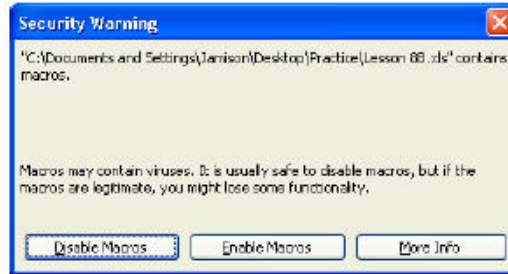 Security Warning
"C:\Documents and Settings\Jamison\Desktop\Practice\Lesson 8B.xls" contains
macros.
Macros may contain viruses. It is usually safe to disable macros, but if the
macros are legitimate, you might lose some functionality.
Disable Macros Enable Macros More Info